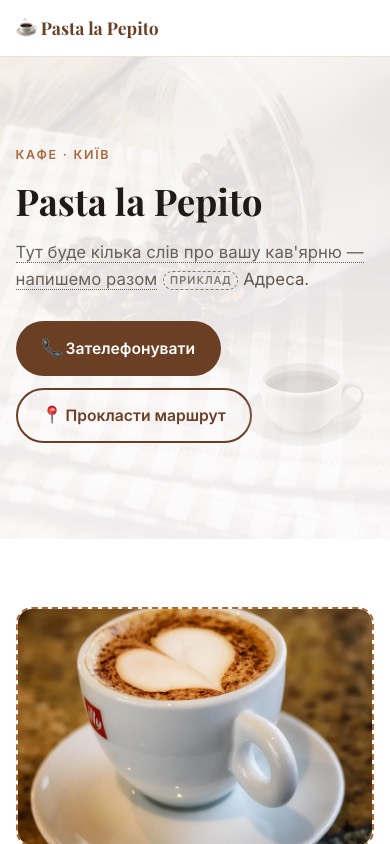 Pasta la Pepito
КАФЕ · КИЇВ
Pasta la Pepito
Тут буде кілька слів про вашу кав'ярню —
напишемо разом ПРИКЛАД Адреса.
Зателефонувати
Прокласти маршрут
illy